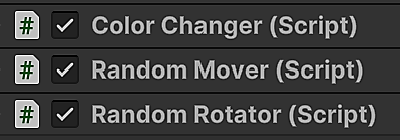 # Color Changer (Script)
# Random Mover (Script)
# Random Rotator (Script)